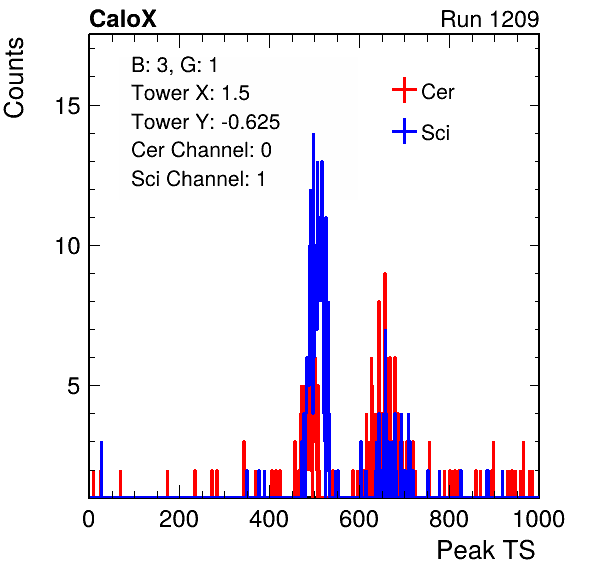 CaloX Run 1209
Counts
B: 3, G: 1
Tower X: 1.5
Tower Y: -0.625
Cer Channel: 0
Sci Channel: 1
Cer
Sci
15
10
5
0 200 400 600 800 1000
Peak TS